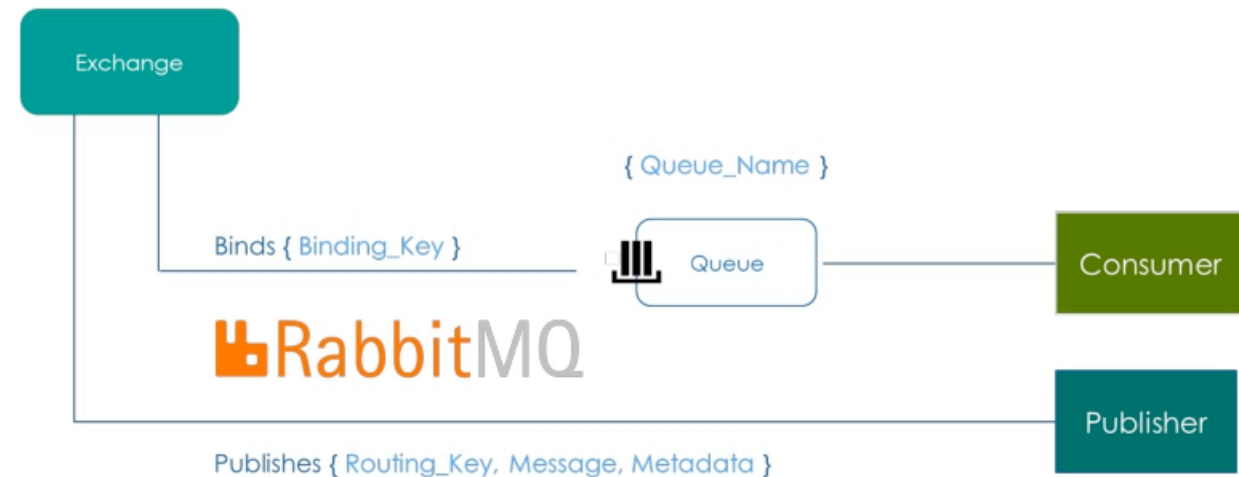 Exchange
{ Queue_Name }
Binds { Binding_Key }
Queue
Consumer
RabbitMQ
Publisher
Publishes { Routing_Key, Message, Metadata }